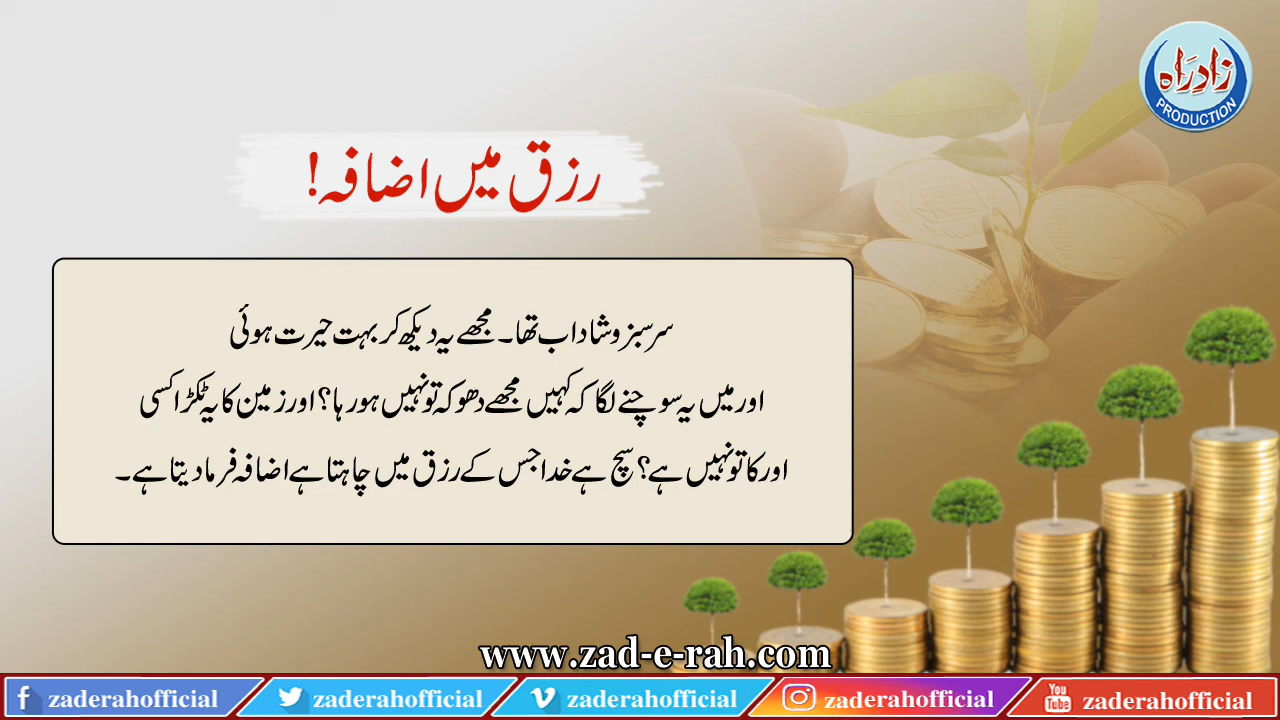 زادِرَاہ
PRODUCTION
رزق میں اضافہ!
سرسبز و شاداب تھا۔ مجھے یہ دیکھ کر بہت حیرت ہوئی
اور میں یہ سوچنے لگا کہ کہیں مجھے دھوکہ تو نہیں ہو رہا؟ اور زمین کا یہ ٹکڑا کسی
اور کا تو نہیں ہے؟ سچ ہے خدا جس کے رزق میں چاہتا ہے اضافہ فرما دیتا ہے۔
www.zad-e-rah.com
zaderahofficial zaderahofficial zaderahofficial zaderahofficial You Tube zaderahofficial